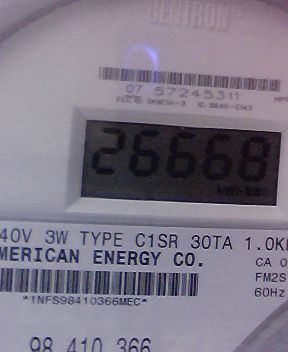 CENTRON
07 57245311
26668
kWh
40V 3W TYPE C1SR 30TA 1.0K
MERICAN ENERGY CO.
CA 0
FM2S
60Hz
*1NFS98410366MEC*
98 410 366